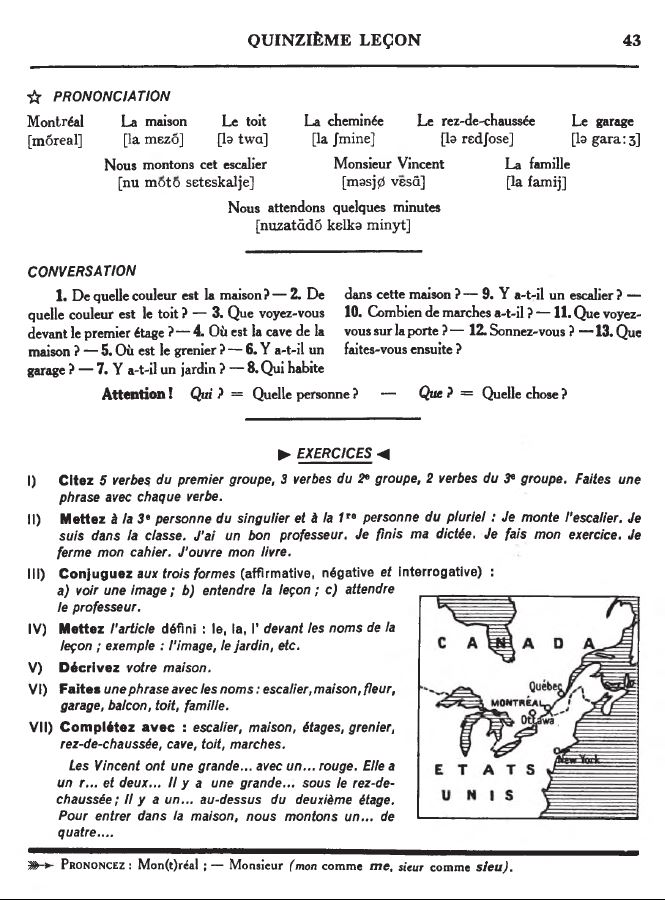 QUINZIÈME LEÇON 43
☆ PRONONCIATION
Montréal La maison Le toit La cheminée Le rez-de-chaussée Le garage
[mõreal] [la mɛzõ] [lə twɑ] [la ʃmine] [lə rɛdʃose] [lə gara:ʒ]
Nous montons cet escalier Monsieur Vincent La famille
[nu mõtõ sɛtɛskalje] [məsjø vɛ̃sɑ̃] [la famij]
Nous attendons quelques minutes
[nuzatɑ̃dõ kɛlkə minyt]
CONVERSATION
1. De quelle couleur est la maison ? — 2. De
quelle couleur est le toit ? — 3. Que voyez-vous
devant le premier étage ? — 4. Où est la cave de la
maison ? — 5. Où est le grenier ? — 6. Y a-t-il un
garage ? — 7. Y a-t-il un jardin ? — 8. Qui habite
dans cette maison ? — 9. Y a-t-il un escalier ? —
10. Combien de marches a-t-il ? — 11. Que voyez-
vous sur la porte ? — 12. Sonnez-vous ? — 13. Que
faites-vous ensuite ?
Attention ! Qui ? = Quelle personne ? — Que ? = Quelle chose ?
► EXERCICES ◄
I) Citez 5 verbes du premier groupe, 3 verbes du 2e groupe, 2 verbes du 3e groupe. Faites une
phrase avec chaque verbe.
II) Mettez à la 3e personne du singulier et à la 1re personne du pluriel : Je monte l'escalier. Je
suis dans la classe. J'ai un bon professeur. Je finis ma dictée. Je fais mon exercice. Je
ferme mon cahier. J'ouvre mon livre.
III) Conjuguez aux trois formes (affirmative, négative et interrogative) :
a) voir une image ; b) entendre la leçon ; c) attendre
le professeur.
IV) Mettez l'article défini : le, la, l' devant les noms de la
leçon ; exemple : l'image, le jardin, etc.
V) Décrivez votre maison.
VI) Faites une phrase avec les noms : escalier, maison, fleur,
garage, balcon, toit, famille.
VII) Complétez avec : escalier, maison, étages, grenier,
rez-de-chaussée, cave, toit, marches.
Les Vincent ont une grande... avec un... rouge. Elle a
un r... et deux... Il y a une grande... sous le rez-de-
chaussée ; Il y a un... au-dessus du deuxième étage.
Pour entrer dans la maison, nous montons un... de
quatre....
CANADA
Québec
MONTRÉAL
Ottawa
New York
ETATS
UNIS
➳ PRONONCEZ : Mon(t)réal ; — Monsieur (mon comme me, sieur comme sieu).